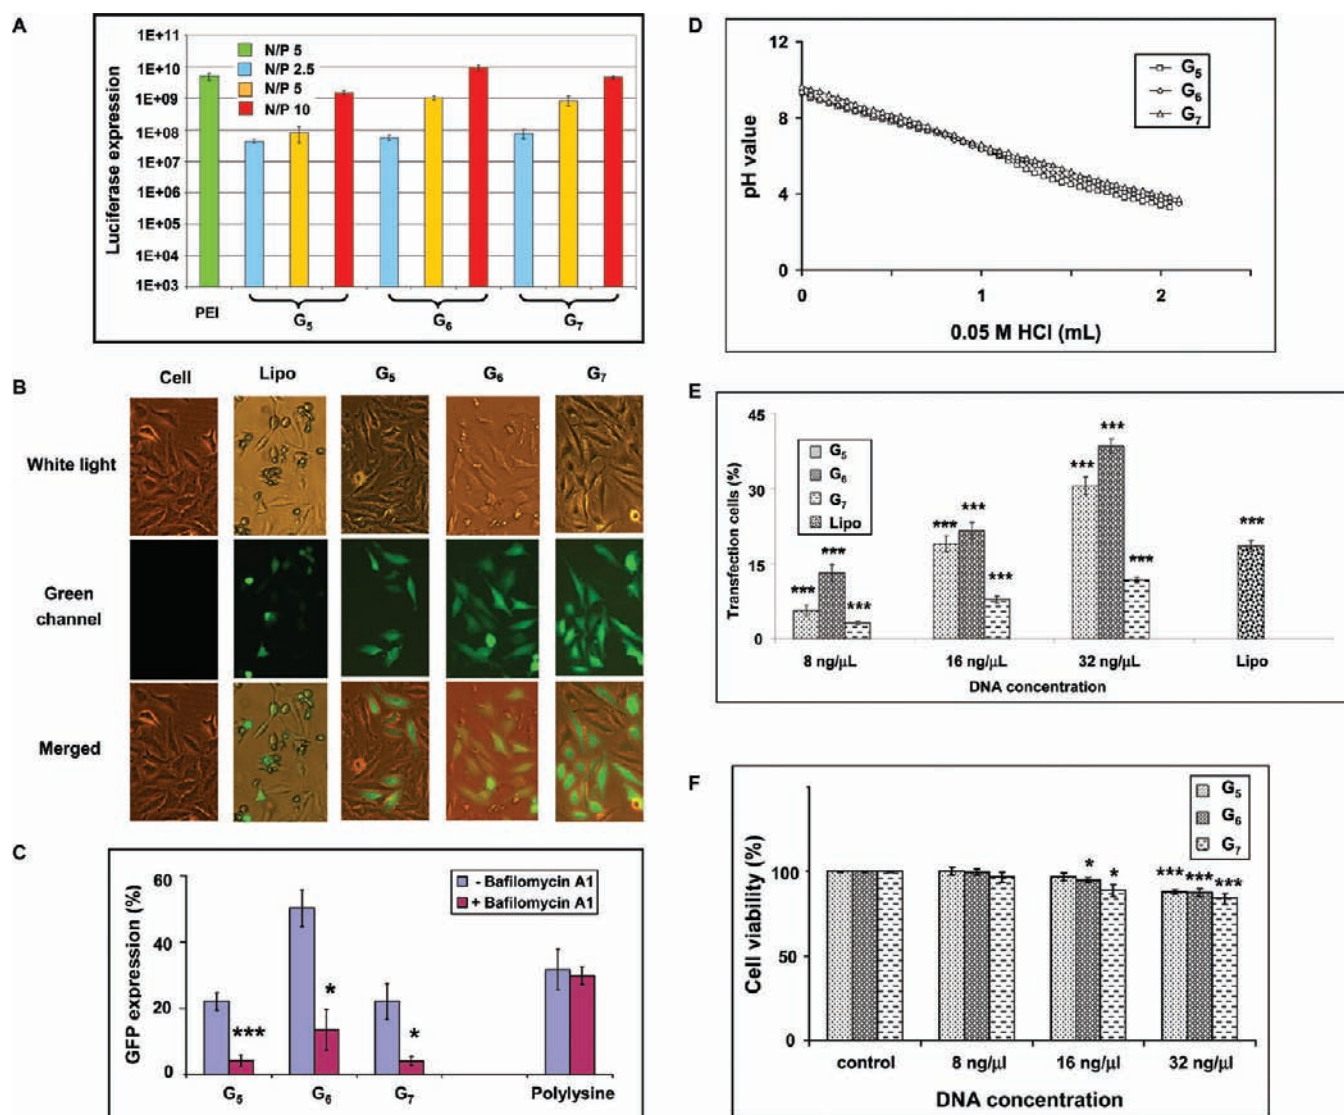 A
1E+11
1E+10
1E+09
1E+08
1E+07
1E+06
1E+05
1E+04
1E+03
Luciferase expression
N/P 5
N/P 2.5
N/P 5
N/P 10
PEI
G5
G6
G7
B
Cell Lipo G5 G6 G7
White light
Green
channel
Merged
C
60
40
20
0
GFP expression (%)
- Bafilomycin A1
+ Bafilomycin A1
***
*
*
G5 G6 G7 Polylysine
D
12
8
4
0
pH value
G5
G6
G7
0 1 2
0.05 M HCl (mL)
E
45
30
15
0
Transfection cells (%)
G5
G6
G7
Lipo
*** *** ***
*** *** ***
*** *** ***
***
8 ng/µL 16 ng/µL 32 ng/µL Lipo
DNA concentration
F
100
50
0
Cell viability (%)
G5
G6
G7
* *
*** *** ***
control 8 ng/µl 16 ng/µl 32 ng/µl
DNA concentration